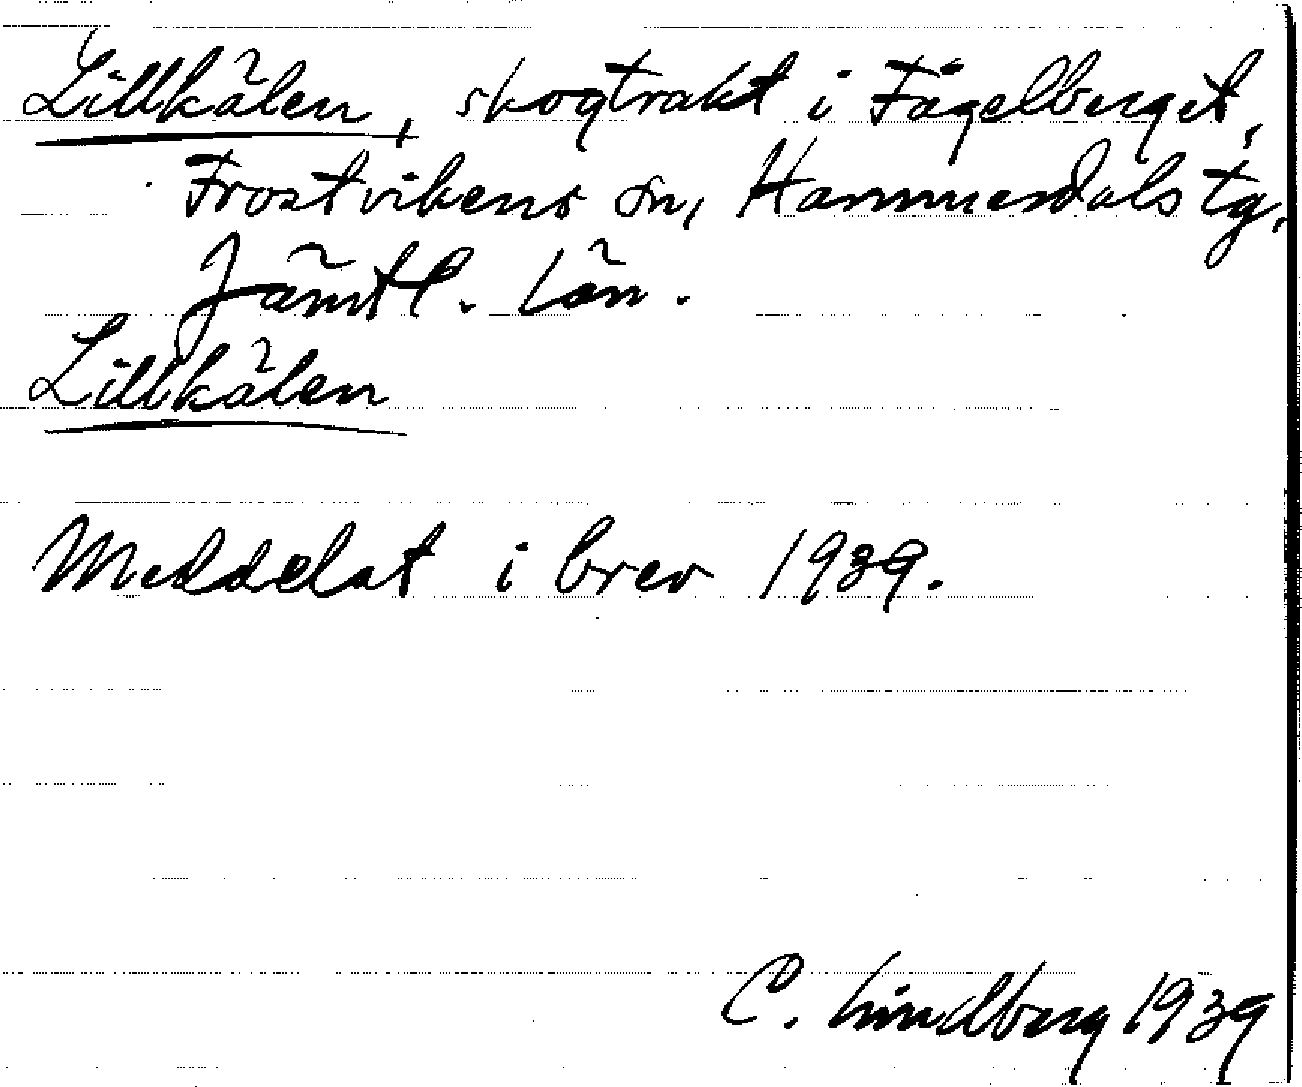 Lillkålen, skogtrakt i Fågelberget,
Frostvikens sn, Hammerdals tg,
Jämtl. län.
Lillkålen
Meddelat i brev 1939.
C. Lindberg 1939